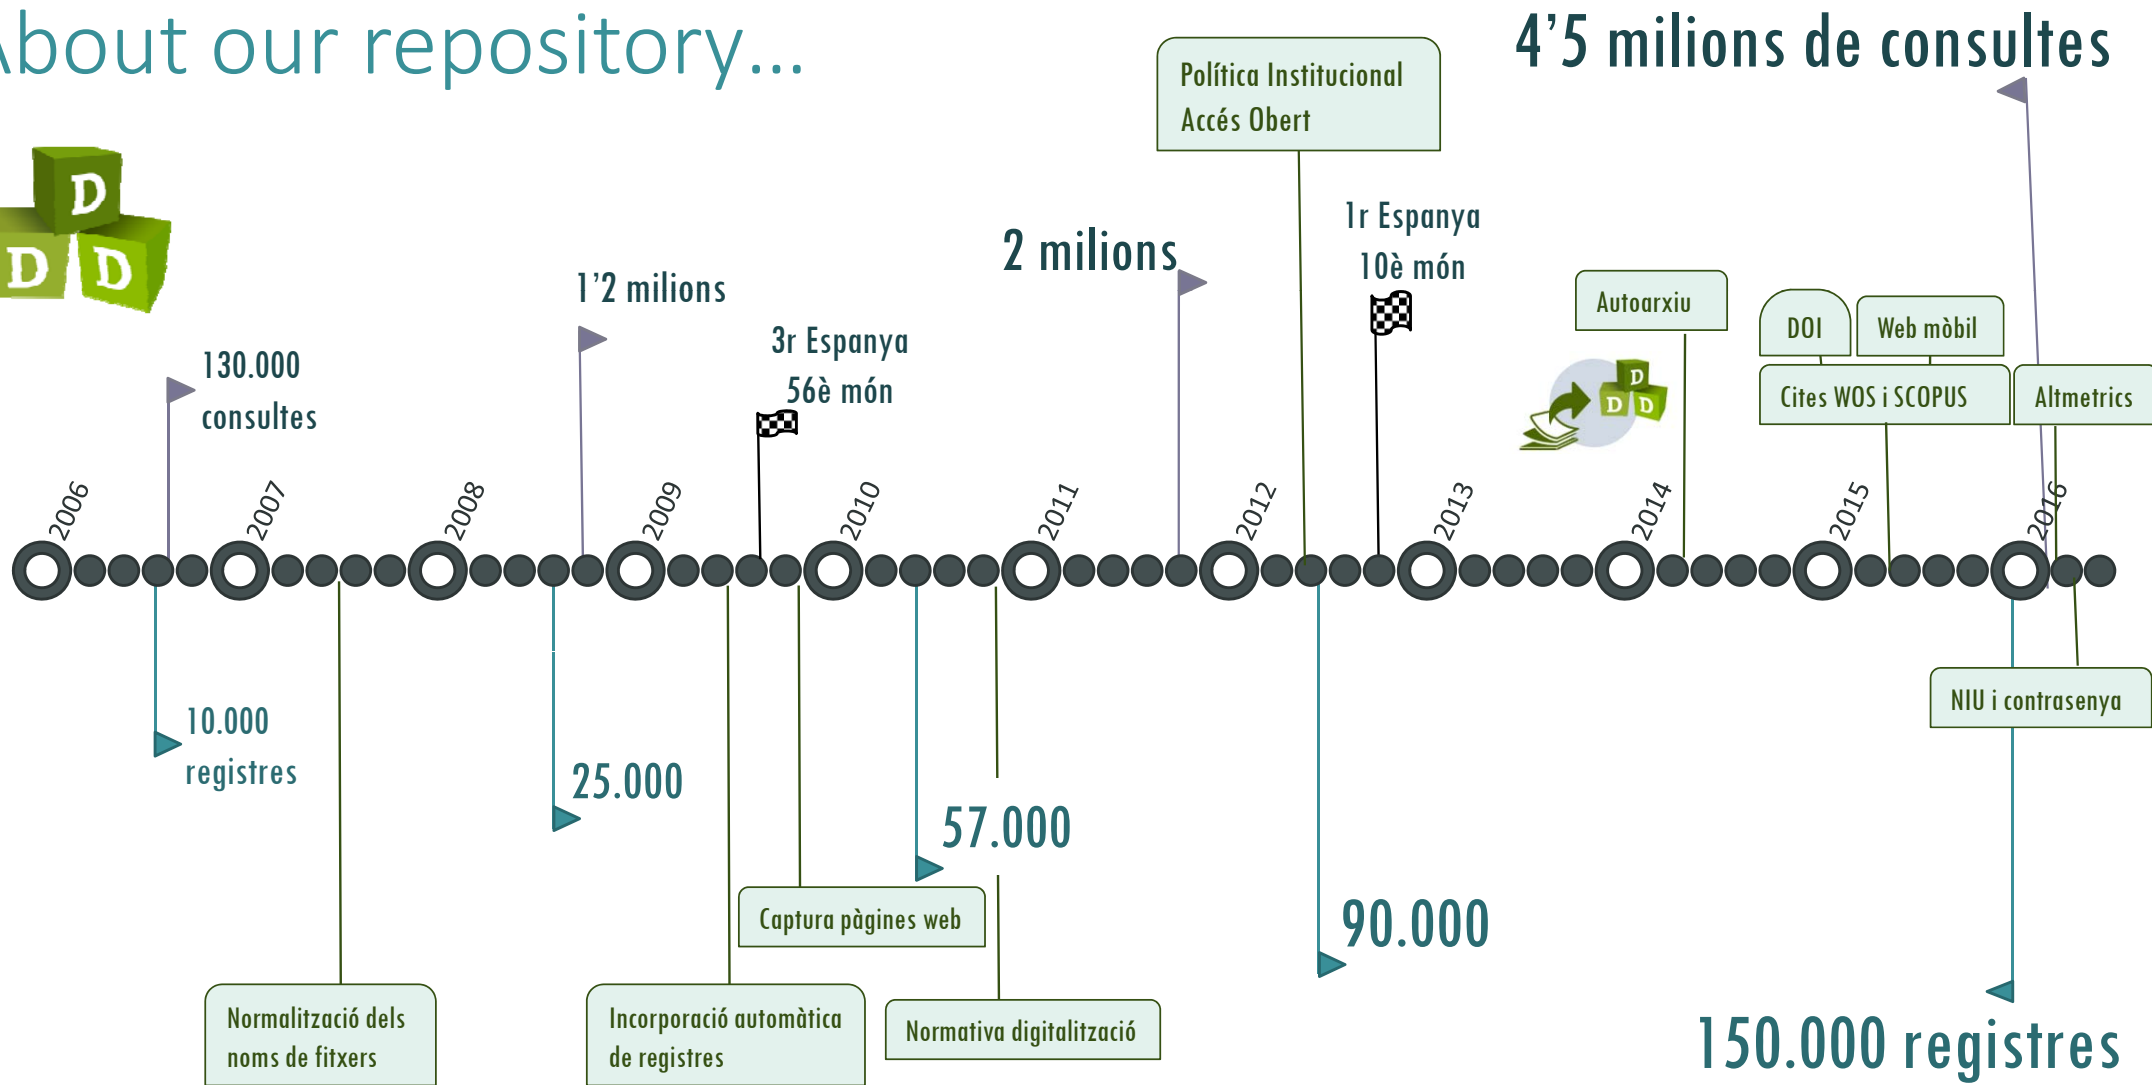 About our repository...
4'5 milions de consultes
Política Institucional
Accés Obert
D
D D
1r Espanya
10è món
2 milions
1'2 milions
Autoarxiu
DOI
Web mòbil
3r Espanya
56è món
130.000
consultes
D
D D
Cites WOS i SCOPUS
Altmetrics
2006
2007
2008
2009
2010
2011
2012
2013
2014
2015
2016
NIU i contrasenya
10.000
registres
25.000
57.000
Captura pàgines web
90.000
Normalització dels
noms de fitxers
Incorporació automàtica
de registres
Normativa digitalització
150.000 registres